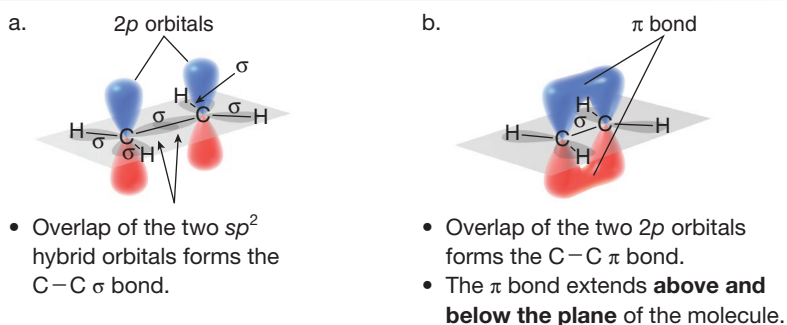 a.
2p orbitals
σ
H
σ
H
σ
C
H
σ
C
σ
H
• Overlap of the two sp²
hybrid orbitals forms the
C−C σ bond.
b.
π bond
H
σ
C
H
H
C
H
• Overlap of the two 2p orbitals
forms the C−C π bond.
• The π bond extends above and
below the plane of the molecule.